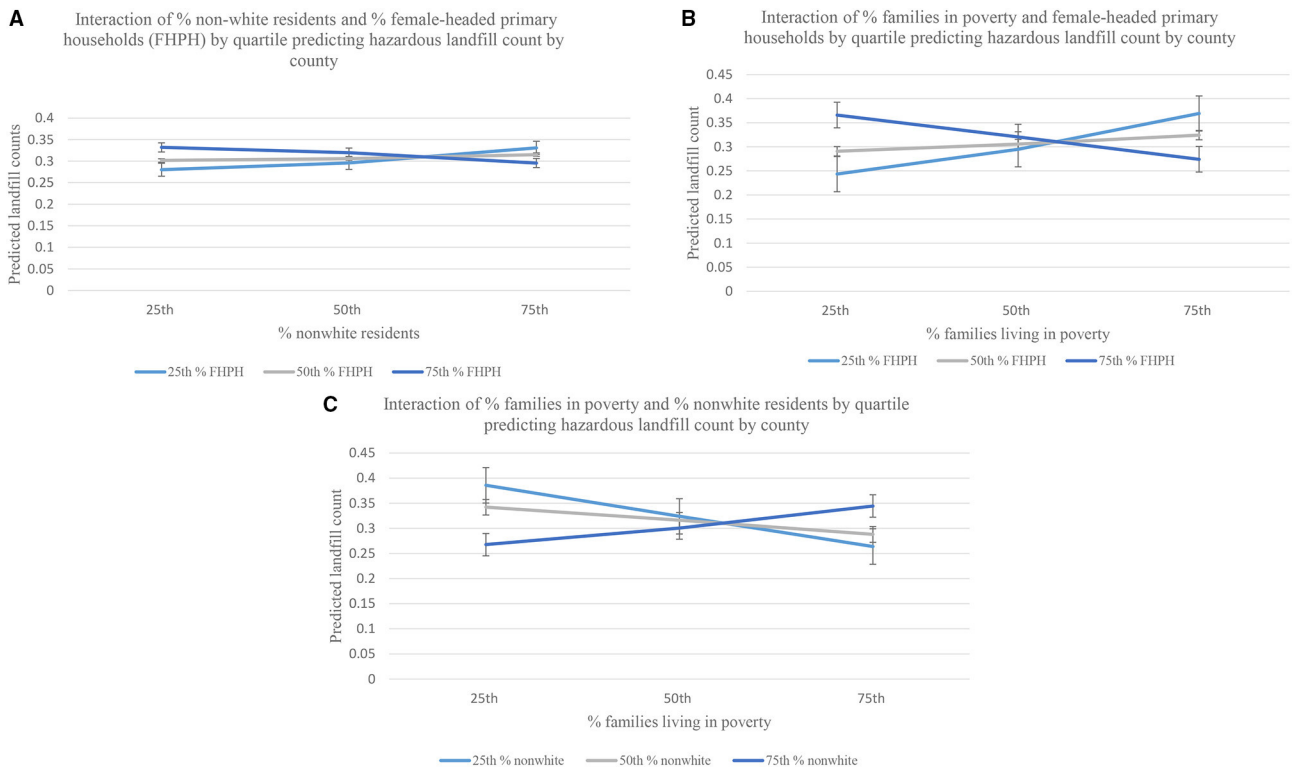 A
Interaction of % non-white residents and % female-headed primary
households (FHPH) by quartile predicting hazardous landfill count by
county
Predicted landfill counts
0.4
0.35
0.3
0.25
0.2
0.15
0.1
0.05
0
25th
50th
75th
% nonwhite residents
25th % FHPH
50th % FHPH
75th % FHPH
B
Interaction of % families in poverty and female-headed primary
households by quartile predicting hazardous landfill count by county
Predicted landfill count
0.45
0.4
0.35
0.3
0.25
0.2
0.15
0.1
0.05
0
25th
50th
75th
% families living in poverty
25th % FHPH
50th % FHPH
75th % FHPH
C
Interaction of % families in poverty and % nonwhite residents by quartile
predicting hazardous landfill count by county
Predicted landfill count
0.45
0.4
0.35
0.3
0.25
0.2
0.15
0.1
0.05
0
25th
50th
75th
% families living in poverty
25th % nonwhite
50th % nonwhite
75th % nonwhite